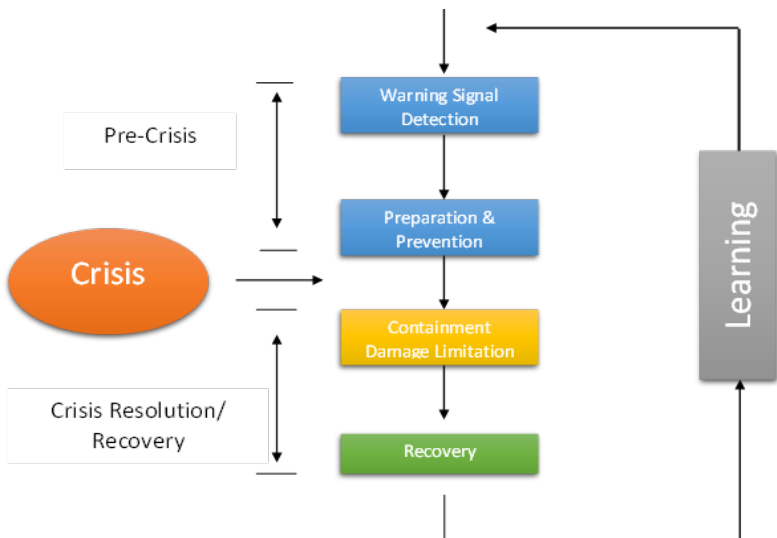 Warning Signal
Detection
Pre-Crisis
Preparation &
Prevention
Crisis
Containment
Damage Limitation
Crisis Resolution/
Recovery
Recovery
Learning